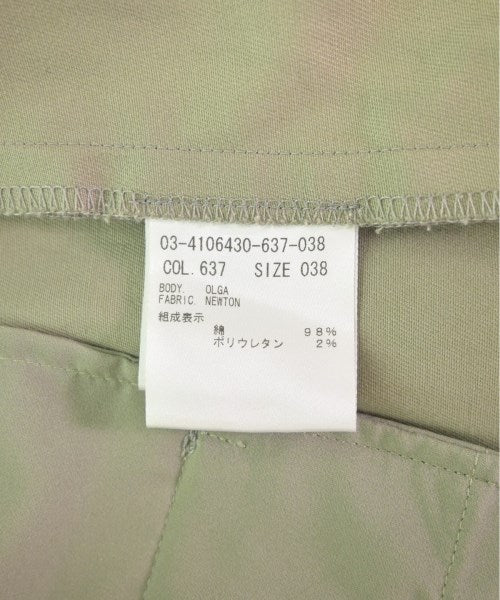 03-4106430-637-038
COL.637 SIZE 038
BODY. OLGA
FABRIC. NEWTON
組成表示
綿 98%
ポリウレタン 2%